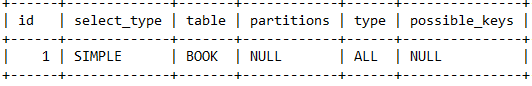 +------+-------------+-------+------------+------+---------------+
| id | select_type | table | partitions | type | possible_keys |
+------+-------------+-------+------------+------+---------------+
| 1 | SIMPLE | BOOK | NULL | ALL | NULL |
+------+-------------+-------+------------+------+---------------+